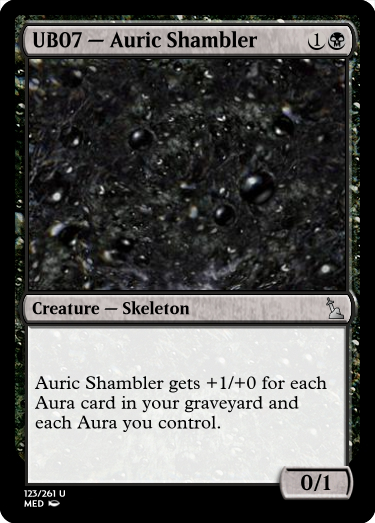 UB07 — Auric Shambler 1
Creature — Skeleton
Auric Shambler gets +1/+0 for each
Aura card in your graveyard and
each Aura you control.
0/1
123/261 U
MED